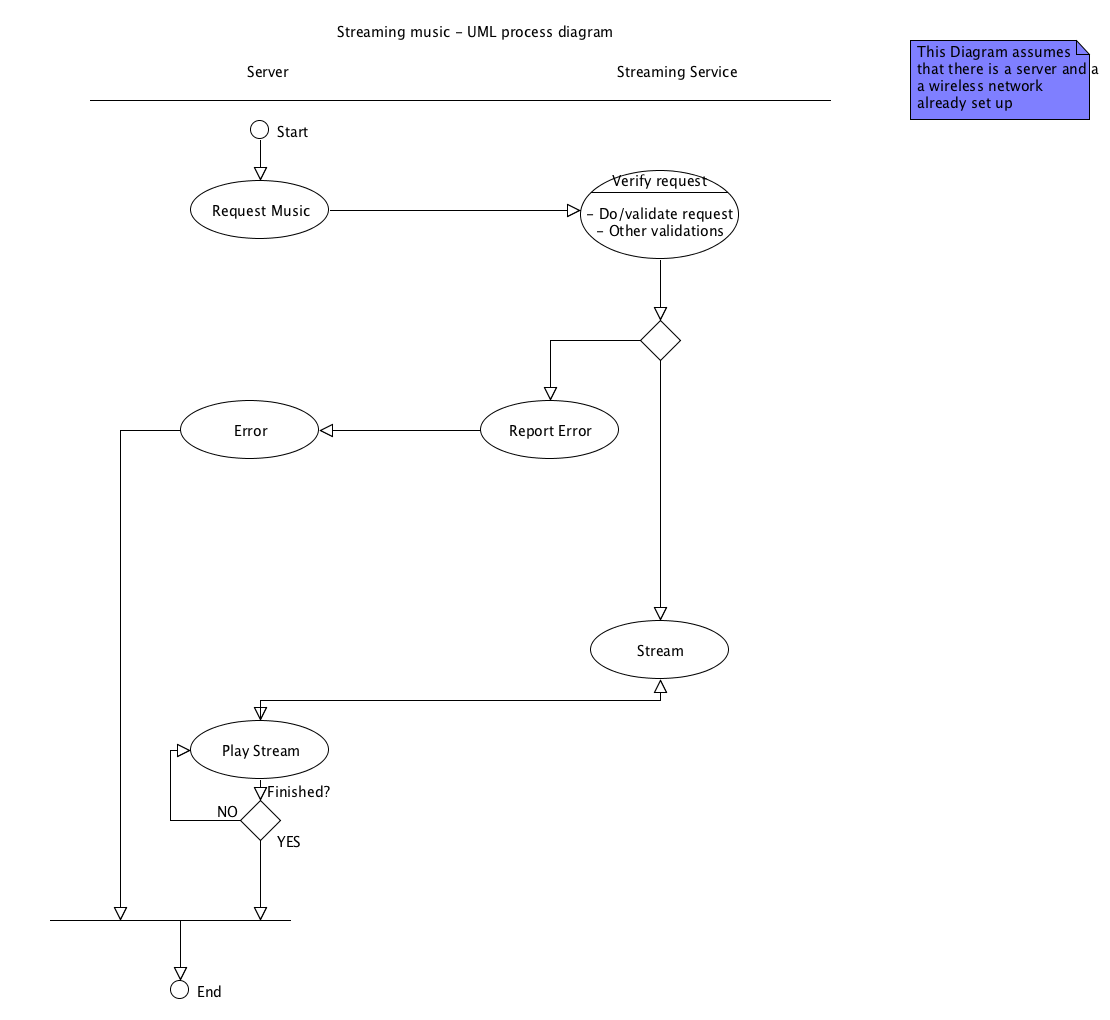 Streaming music – UML process diagram
Server
Streaming Service
This Diagram assumes
that there is a server and a
a wireless network
already set up
Start
Request Music
Verify request
– Do/validate request
– Other validations
Error
Report Error
Stream
Play Stream
Finished?
NO
YES
End